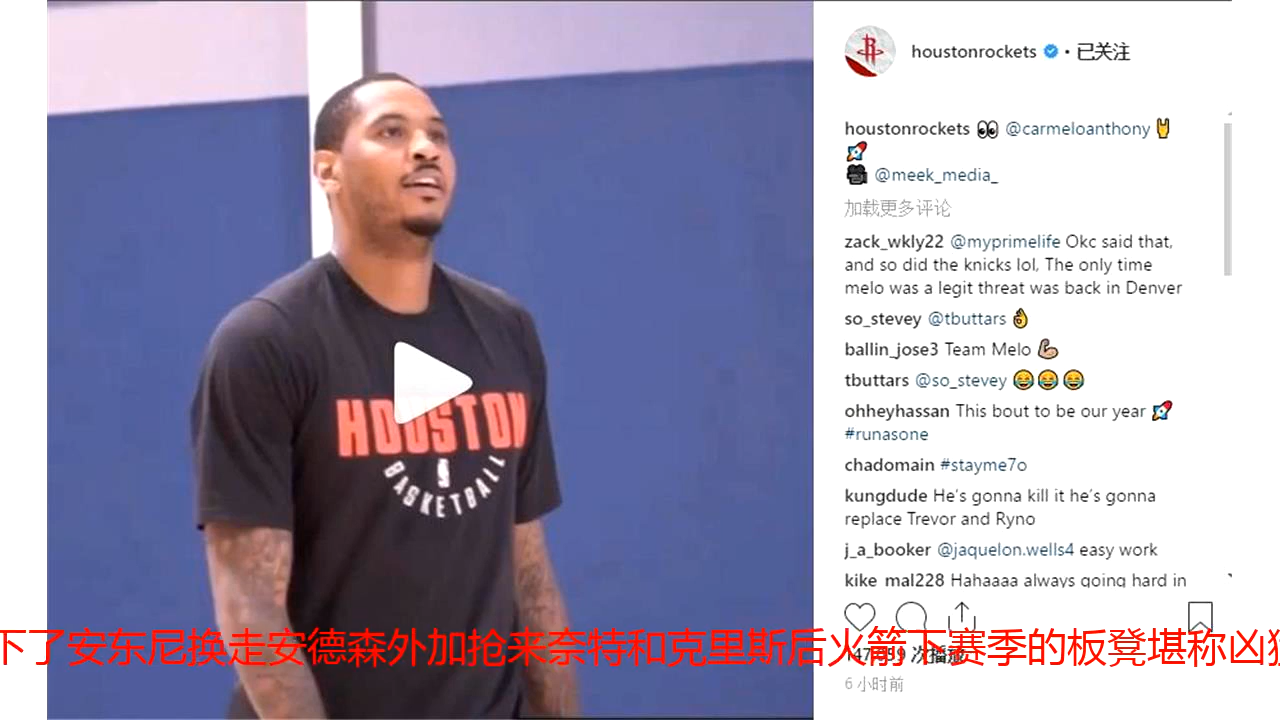 HOUSTON
BASKETBALL
houstonrockets • 已关注
houstonrockets 👀 @carmeloanthony 🤘
🚀
🎥 @meek_media_
加载更多评论
zack_wkly22 @myprimelife Okc said that,
and so did the knicks lol, The only time
melo was a legit threat was back in Denver
so_stevey @tbuttars 👌
ballin_jose3 Team Melo 💪
tbuttars @so_stevey 😂😂😂
ohheyhassan This bout to be our year 🚀
#runasone
chadomain #stayme7o
kungdude He's gonna kill it he's gonna
replace Trevor and Ryno
j_a_booker @jaquelon.wells4 easy work
kike_mal228 Hahaaaa always going hard in
下了安东尼换走安德森外加抢来奈特和克里斯后火箭下赛季的板凳堪称凶
次播放
6 小时前